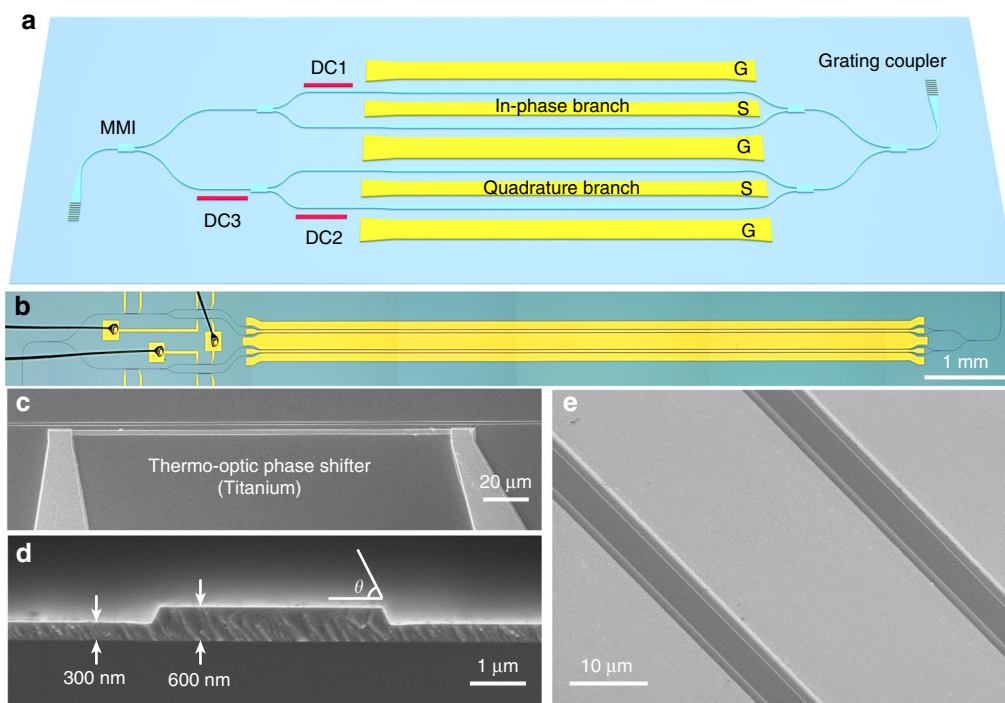 a
DC1
G
Grating coupler
In-phase branch
S
MMI
G
Quadrature branch
S
DC3
DC2
G
b
1 mm
c
Thermo-optic phase shifter
(Titanium)
20 μm
d
θ
300 nm
600 nm
1 μm
e
10 μm